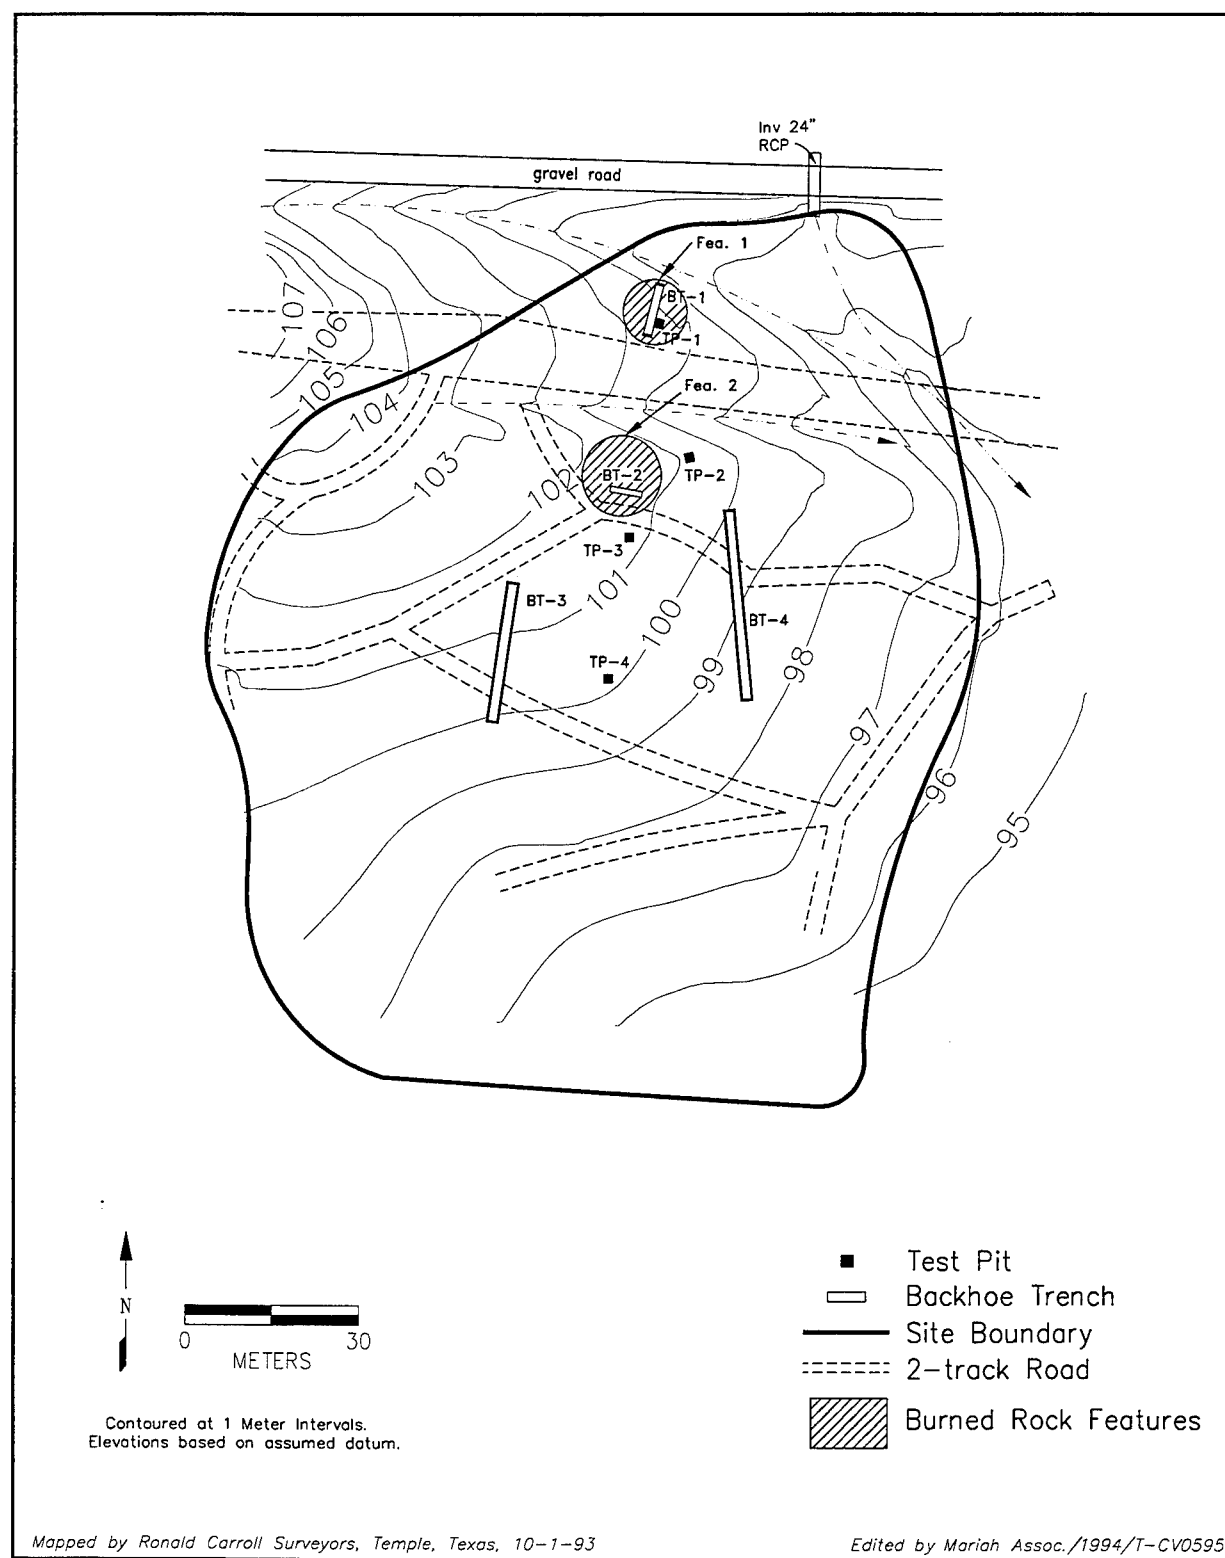 Inv 24"
RCP
gravel road
Fea. 1
BT-1
TP-1
107
106
105
104
103
102
Fea. 2
BT-2
TP-2
TP-3
101
BT-3
100
BT-4
TP-4
99
98
97
96
95
N
0 30
METERS
Contoured at 1 Meter Intervals.
Elevations based on assumed datum.
Test Pit
Backhoe Trench
Site Boundary
2-track Road
Burned Rock Features
Mapped by Ronald Carroll Surveyors, Temple, Texas, 10-1-93
Edited by Mariah Assoc./1994/T-CV0595